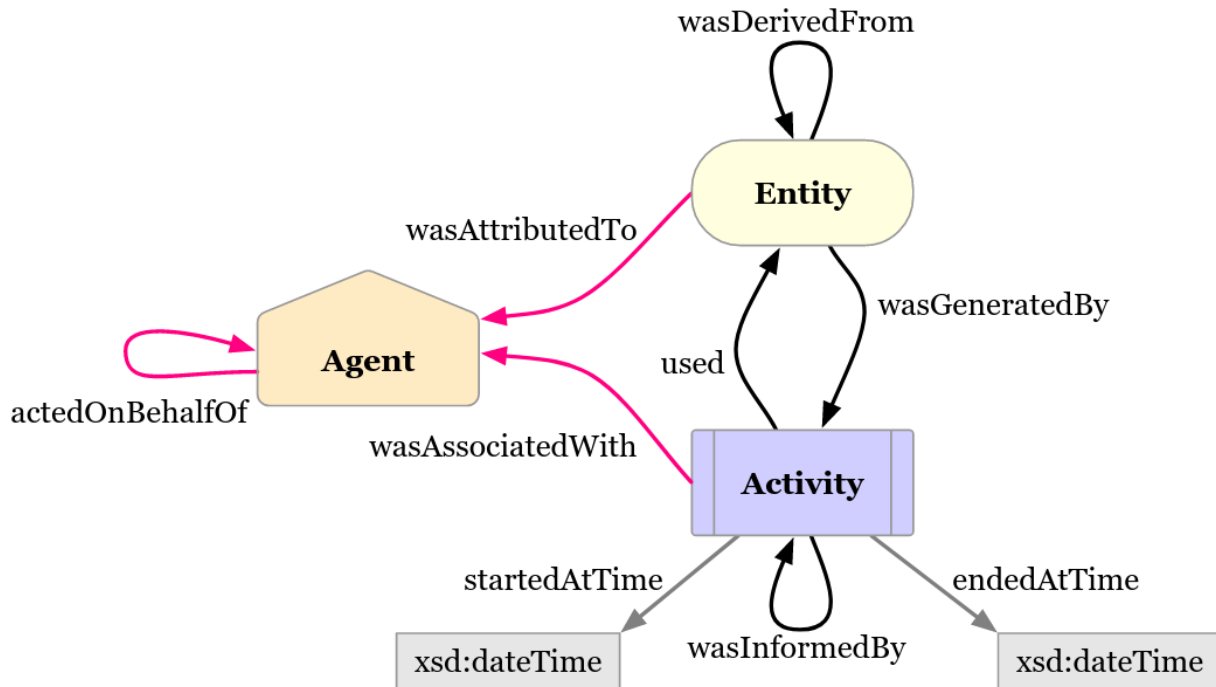 wasDerivedFrom
Entity
wasAttributedTo
wasGeneratedBy
used
Agent
actedOnBehalfOf
wasAssociatedWith
Activity
startedAtTime
endedAtTime
wasInformedBy
xsd:dateTime
xsd:dateTime